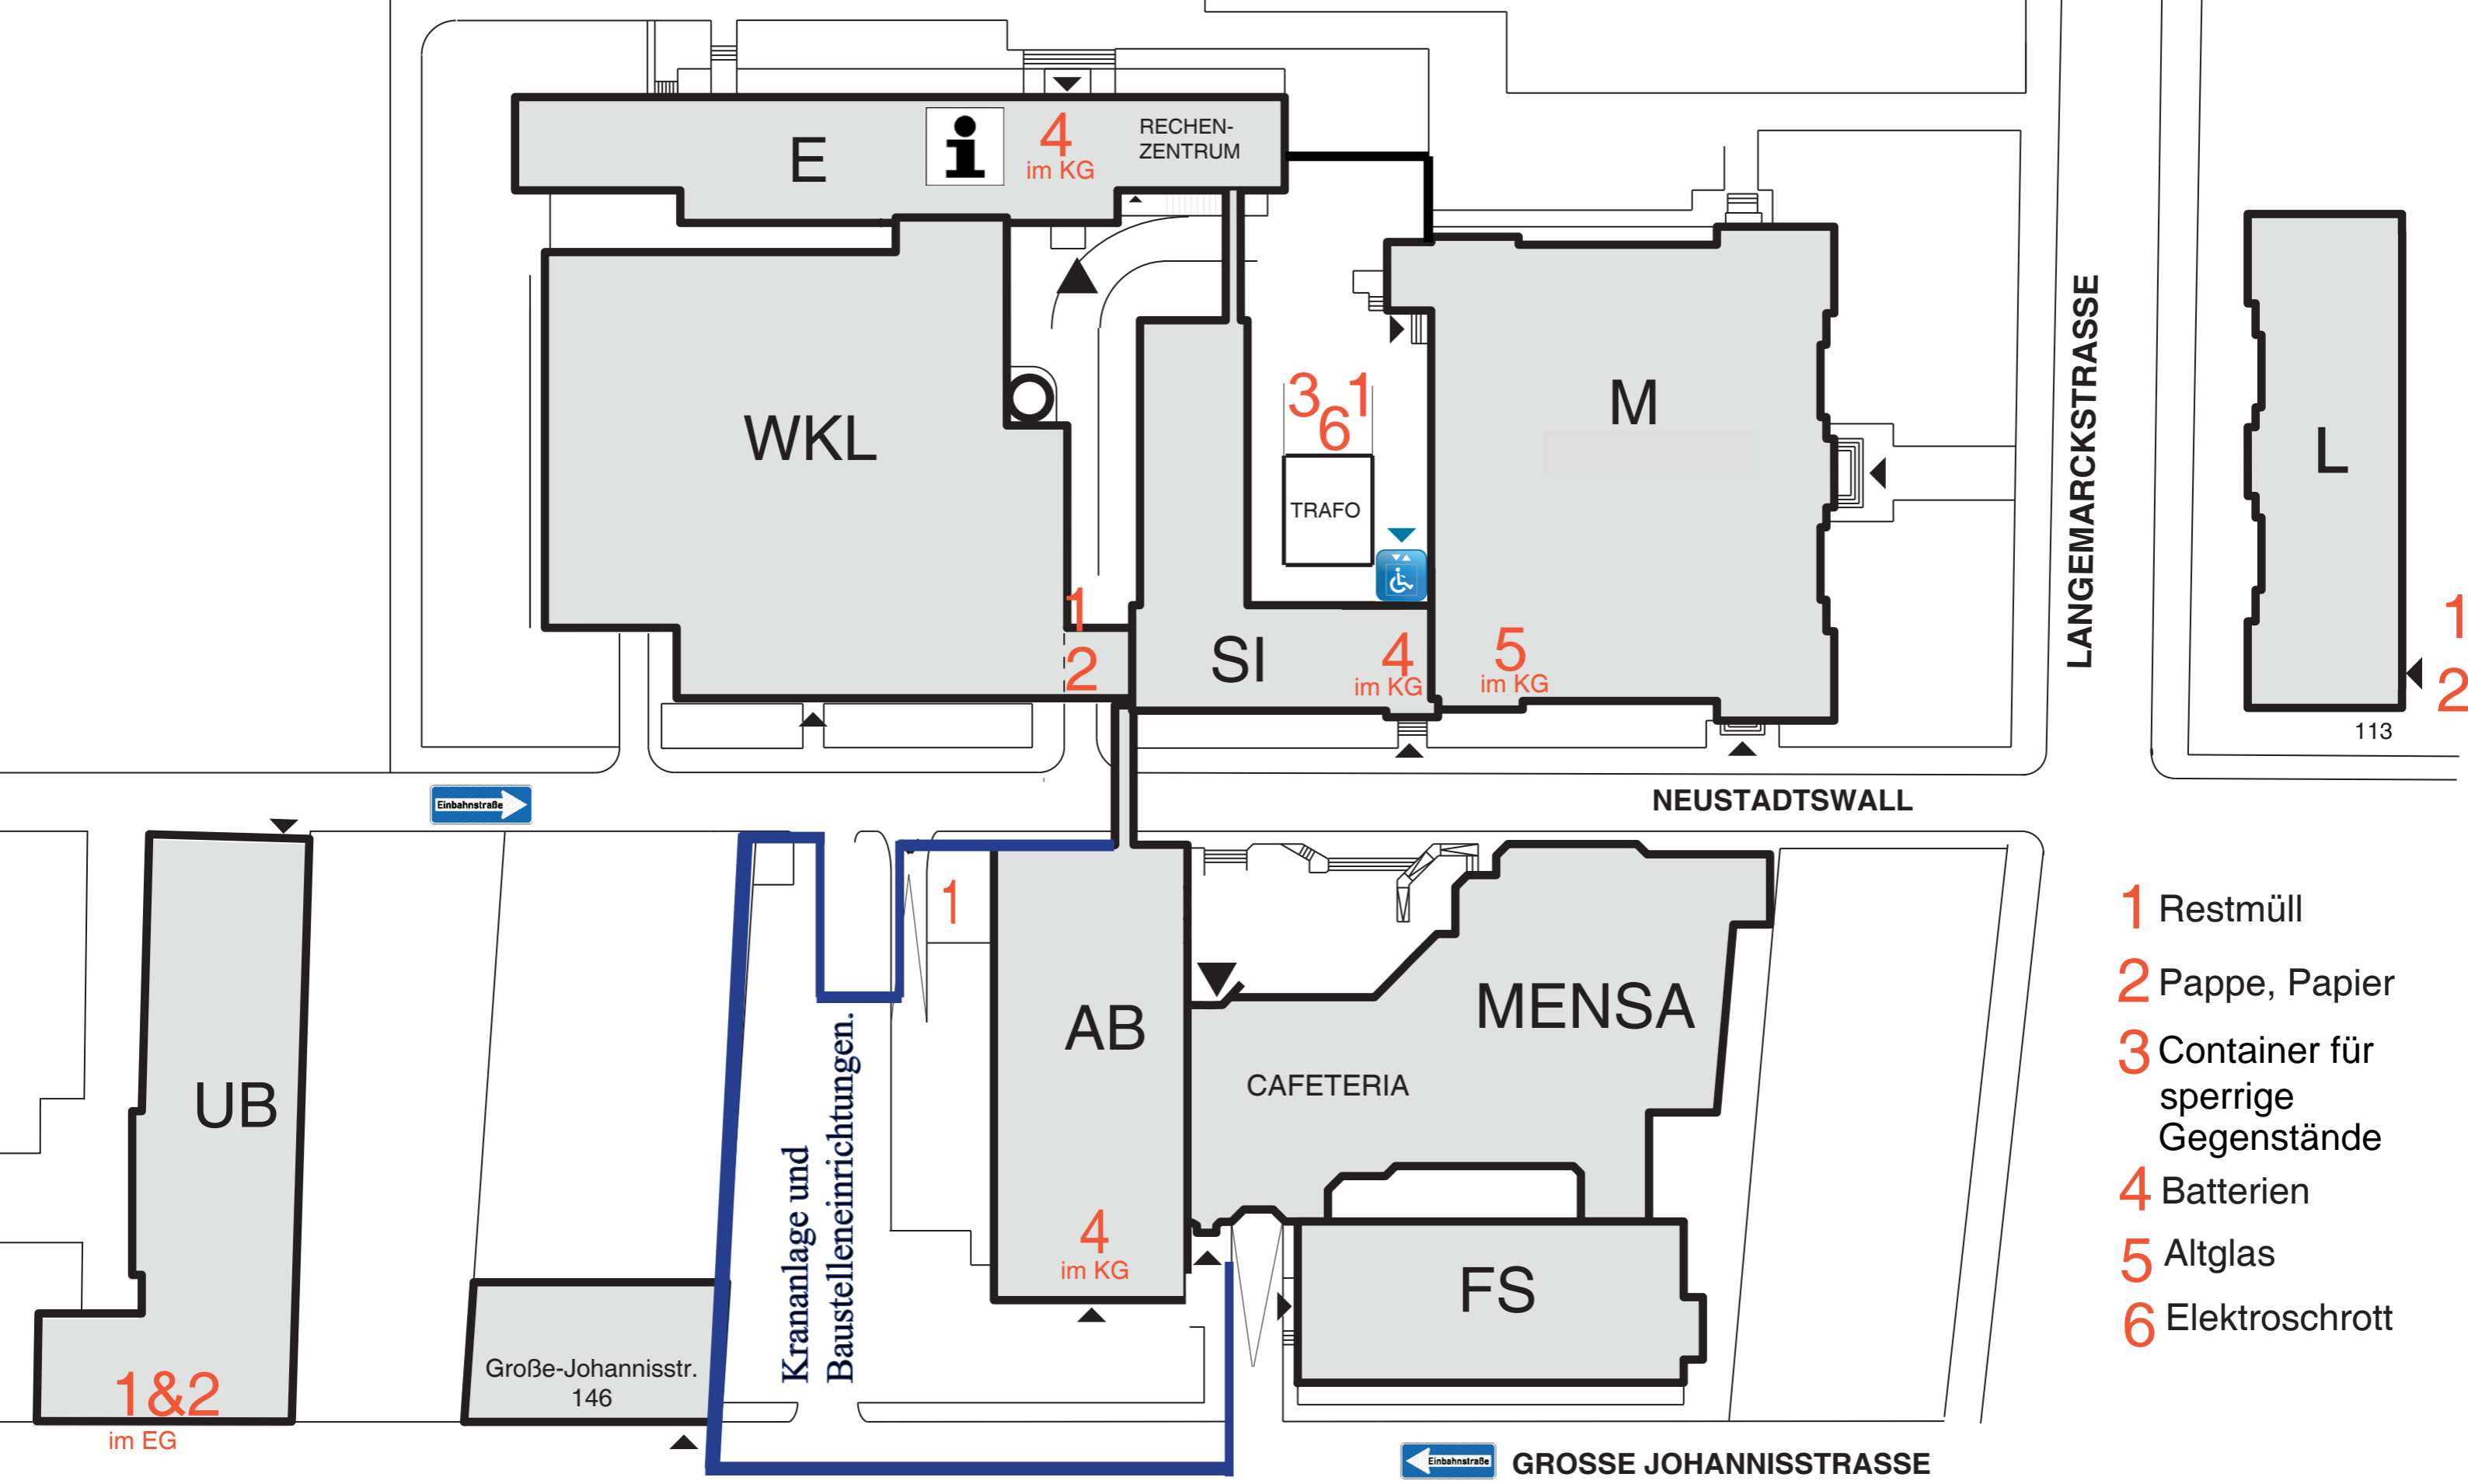 E
4
im KG
RECHEN-
ZENTRUM
WKL
3
1
6
M
TRAFO
LANGEMARCKSTRASSE
L
1
2
113
1
2
SI
4
im KG
5
im KG
Einbahnstraße
NEUSTADTSWALL
1
AB
MENSA
CAFETERIA
UB
Krananlage und
Baustelleneinrichtungen.
4
im KG
FS
Große-Johannisstr.
146
1&2
im EG
Einbahnstraße
GROSSE JOHANNISSTRASSE
1 Restmüll
2 Pappe, Papier
3 Container für
sperrige
Gegenstände
4 Batterien
5 Altglas
6 Elektroschrott